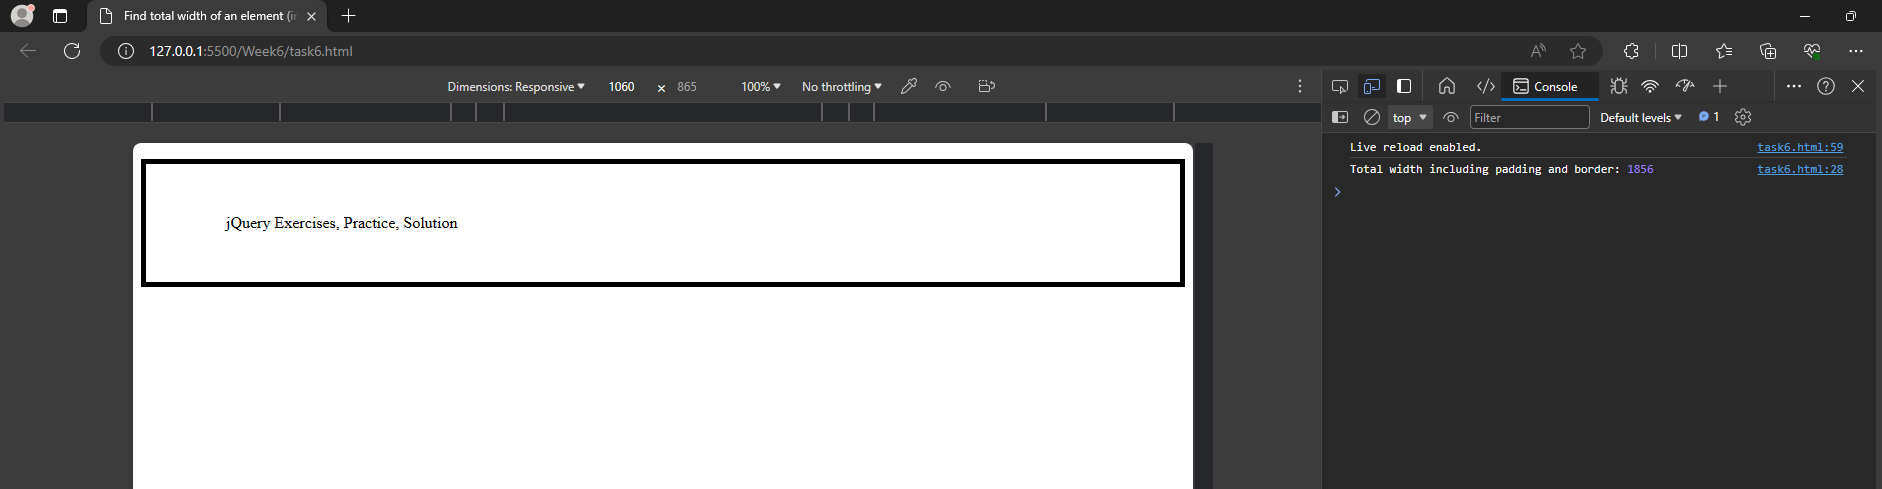 Find total width of an element (i
127.0.0.1:5500/Week6/task6.html
Dimensions: Responsive 1060 × 865 100% No throttling
Console
top Filter Default levels 1
Live reload enabled. task6.html:59
Total width including padding and border: 1856 task6.html:28
jQuery Exercises, Practice, Solution